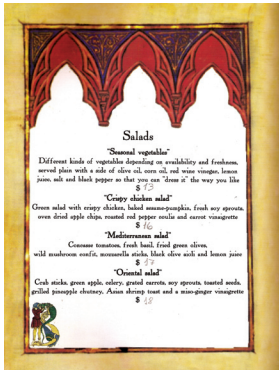 Salads
"Seasonal vegetables"
Different kinds of vegetables depending on availability and freshness,
served plain with a side of olive oil, corn oil, red wine vinegar, lemon
juice, salt and black pepper so that you can "dress it" the way you like
$ 13
"Crispy chicken salad"
Green salad with crispy chicken, baked sesame-pumpkin, fresh soy sprouts,
oven dried apple chips, roasted red pepper coulis and carrot vinaigrette
$ 16
"Mediterranean salad"
Concasse tomatoes, fresh basil, fried green olives,
wild mushroom confit, mozzarella sticks, black olive aioli and lemon juice
$ 17
"Oriental salad"
Crab sticks, green apple, celery, grated carrots, soy sprouts, toasted seeds,
grilled pineapple chutney, Asian shrimp toast and a miso-ginger vinaigrette
$ 18